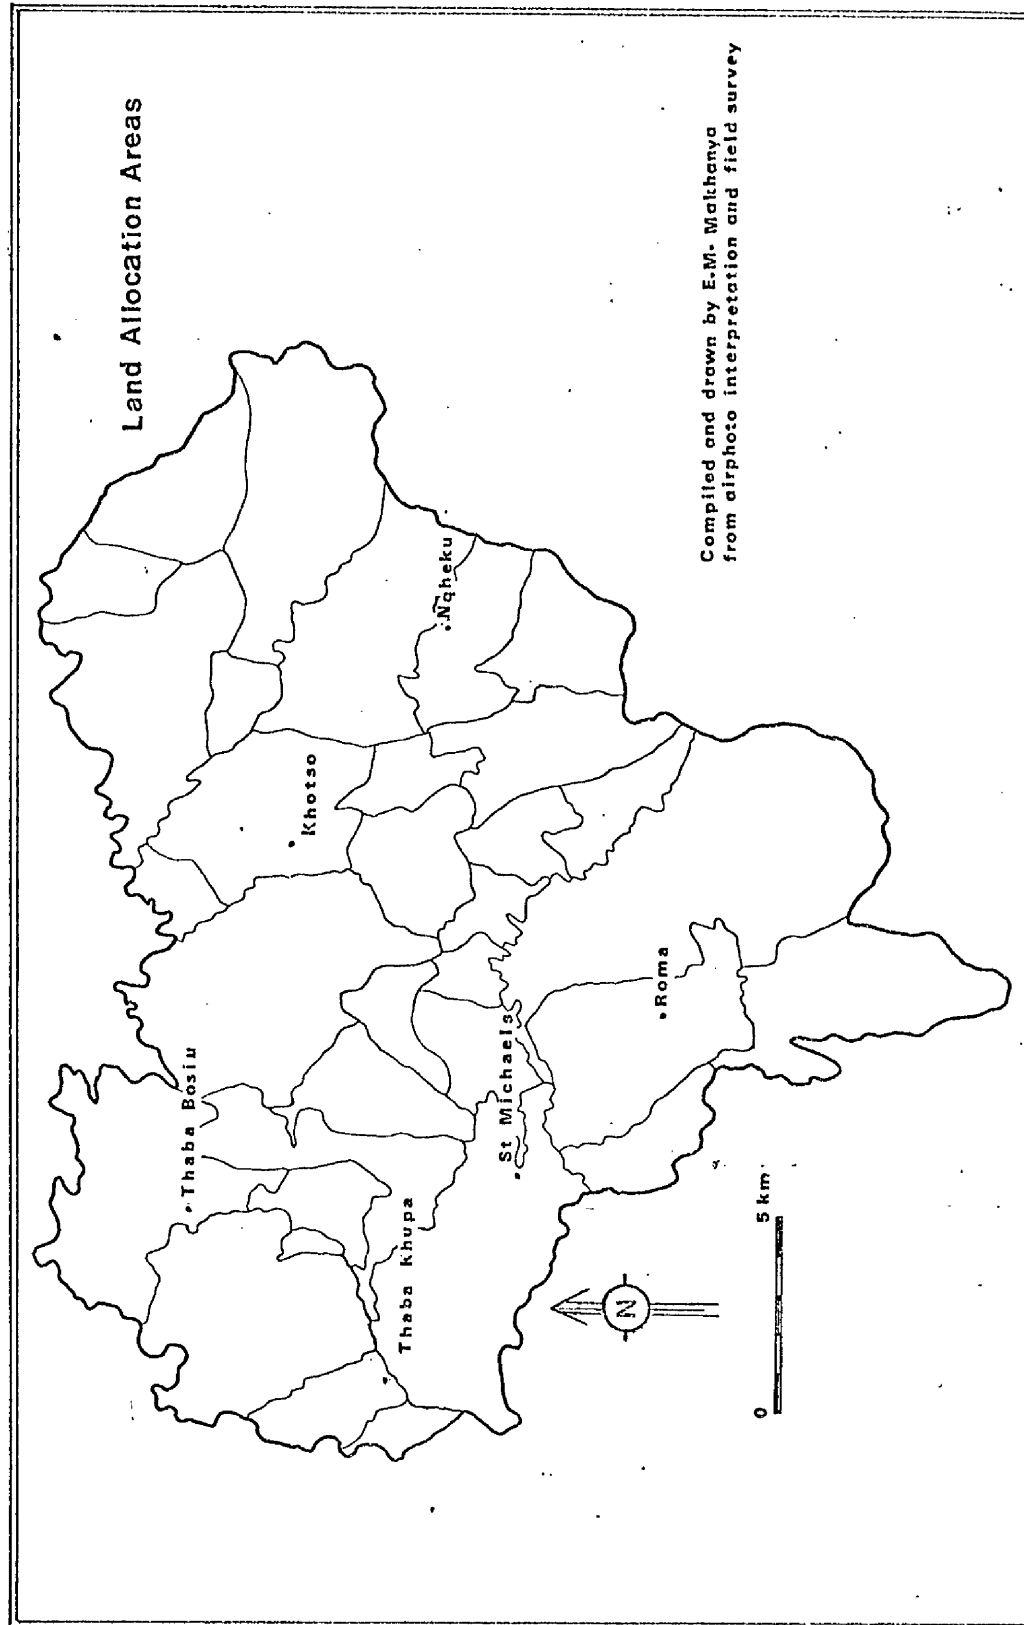 Land Allocation Areas
Thaba Bosiu
Khotso
Nqheku
Thaba Khupa
St Michaels
Roma
N
0 5 km
Compiled and drawn by E.M. Makhanya
from airphoto interpretation and field survey